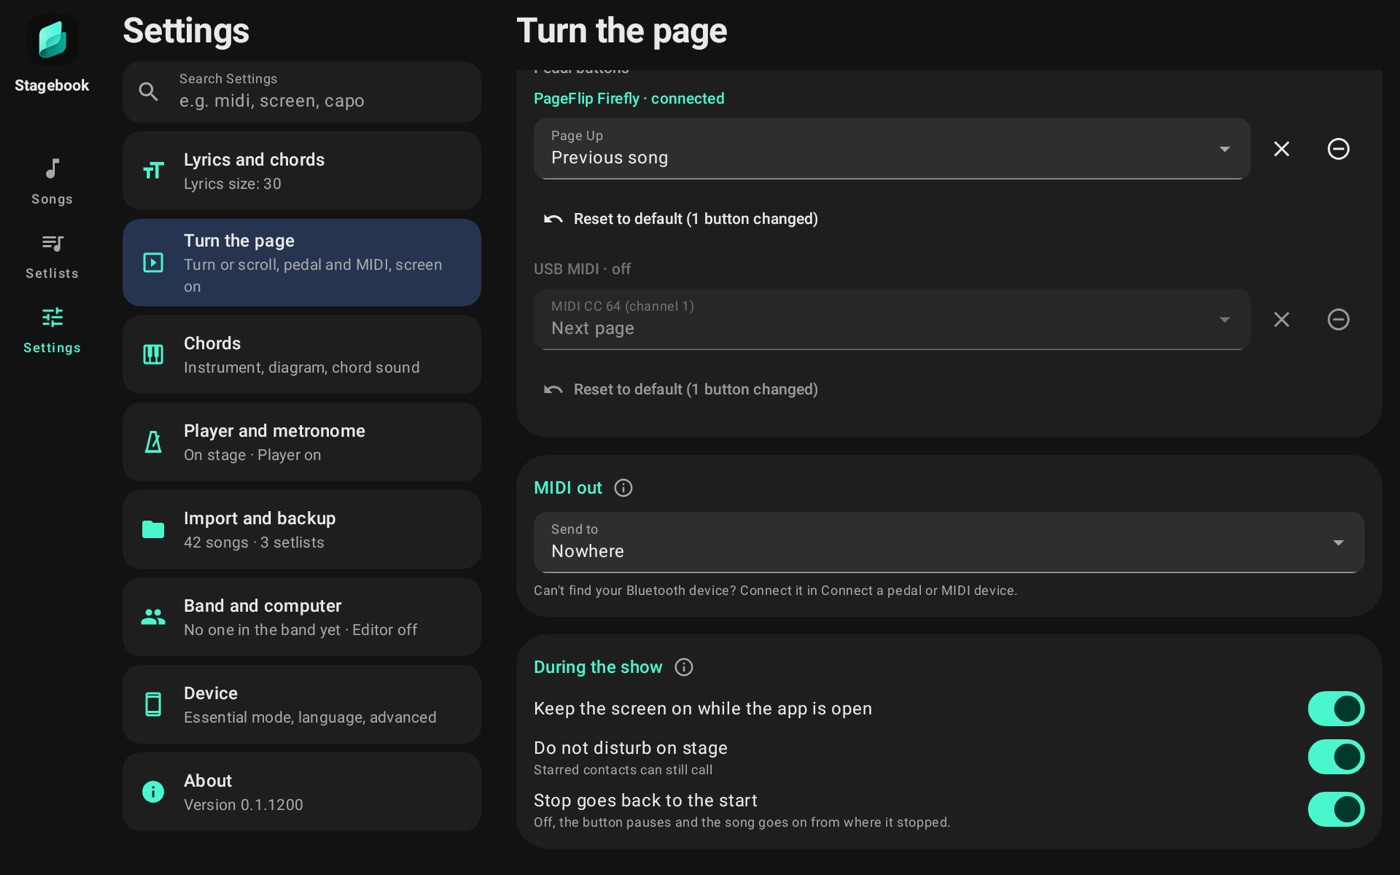 Stagebook
Songs
Setlists
Settings
Settings
Search Settings
e.g. midi, screen, capo
Lyrics and chords
Lyrics size: 30
Turn the page
Turn or scroll, pedal and MIDI, screen
on
Chords
Instrument, diagram, chord sound
Player and metronome
On stage · Player on
Import and backup
42 songs · 3 setlists
Band and computer
No one in the band yet · Editor off
Device
Essential mode, language, advanced
About
Version 0.1.1200
Turn the page
Pedal buttons
PageFlip Firefly · connected
Page Up
Previous song
Reset to default (1 button changed)
USB MIDI · off
MIDI CC 64 (channel 1)
Next page
Reset to default (1 button changed)
MIDI out
Send to
Nowhere
Can't find your Bluetooth device? Connect it in Connect a pedal or MIDI device.
During the show
Keep the screen on while the app is open
Do not disturb on stage
Starred contacts can still call
Stop goes back to the start
Off, the button pauses and the song goes on from where it stopped.